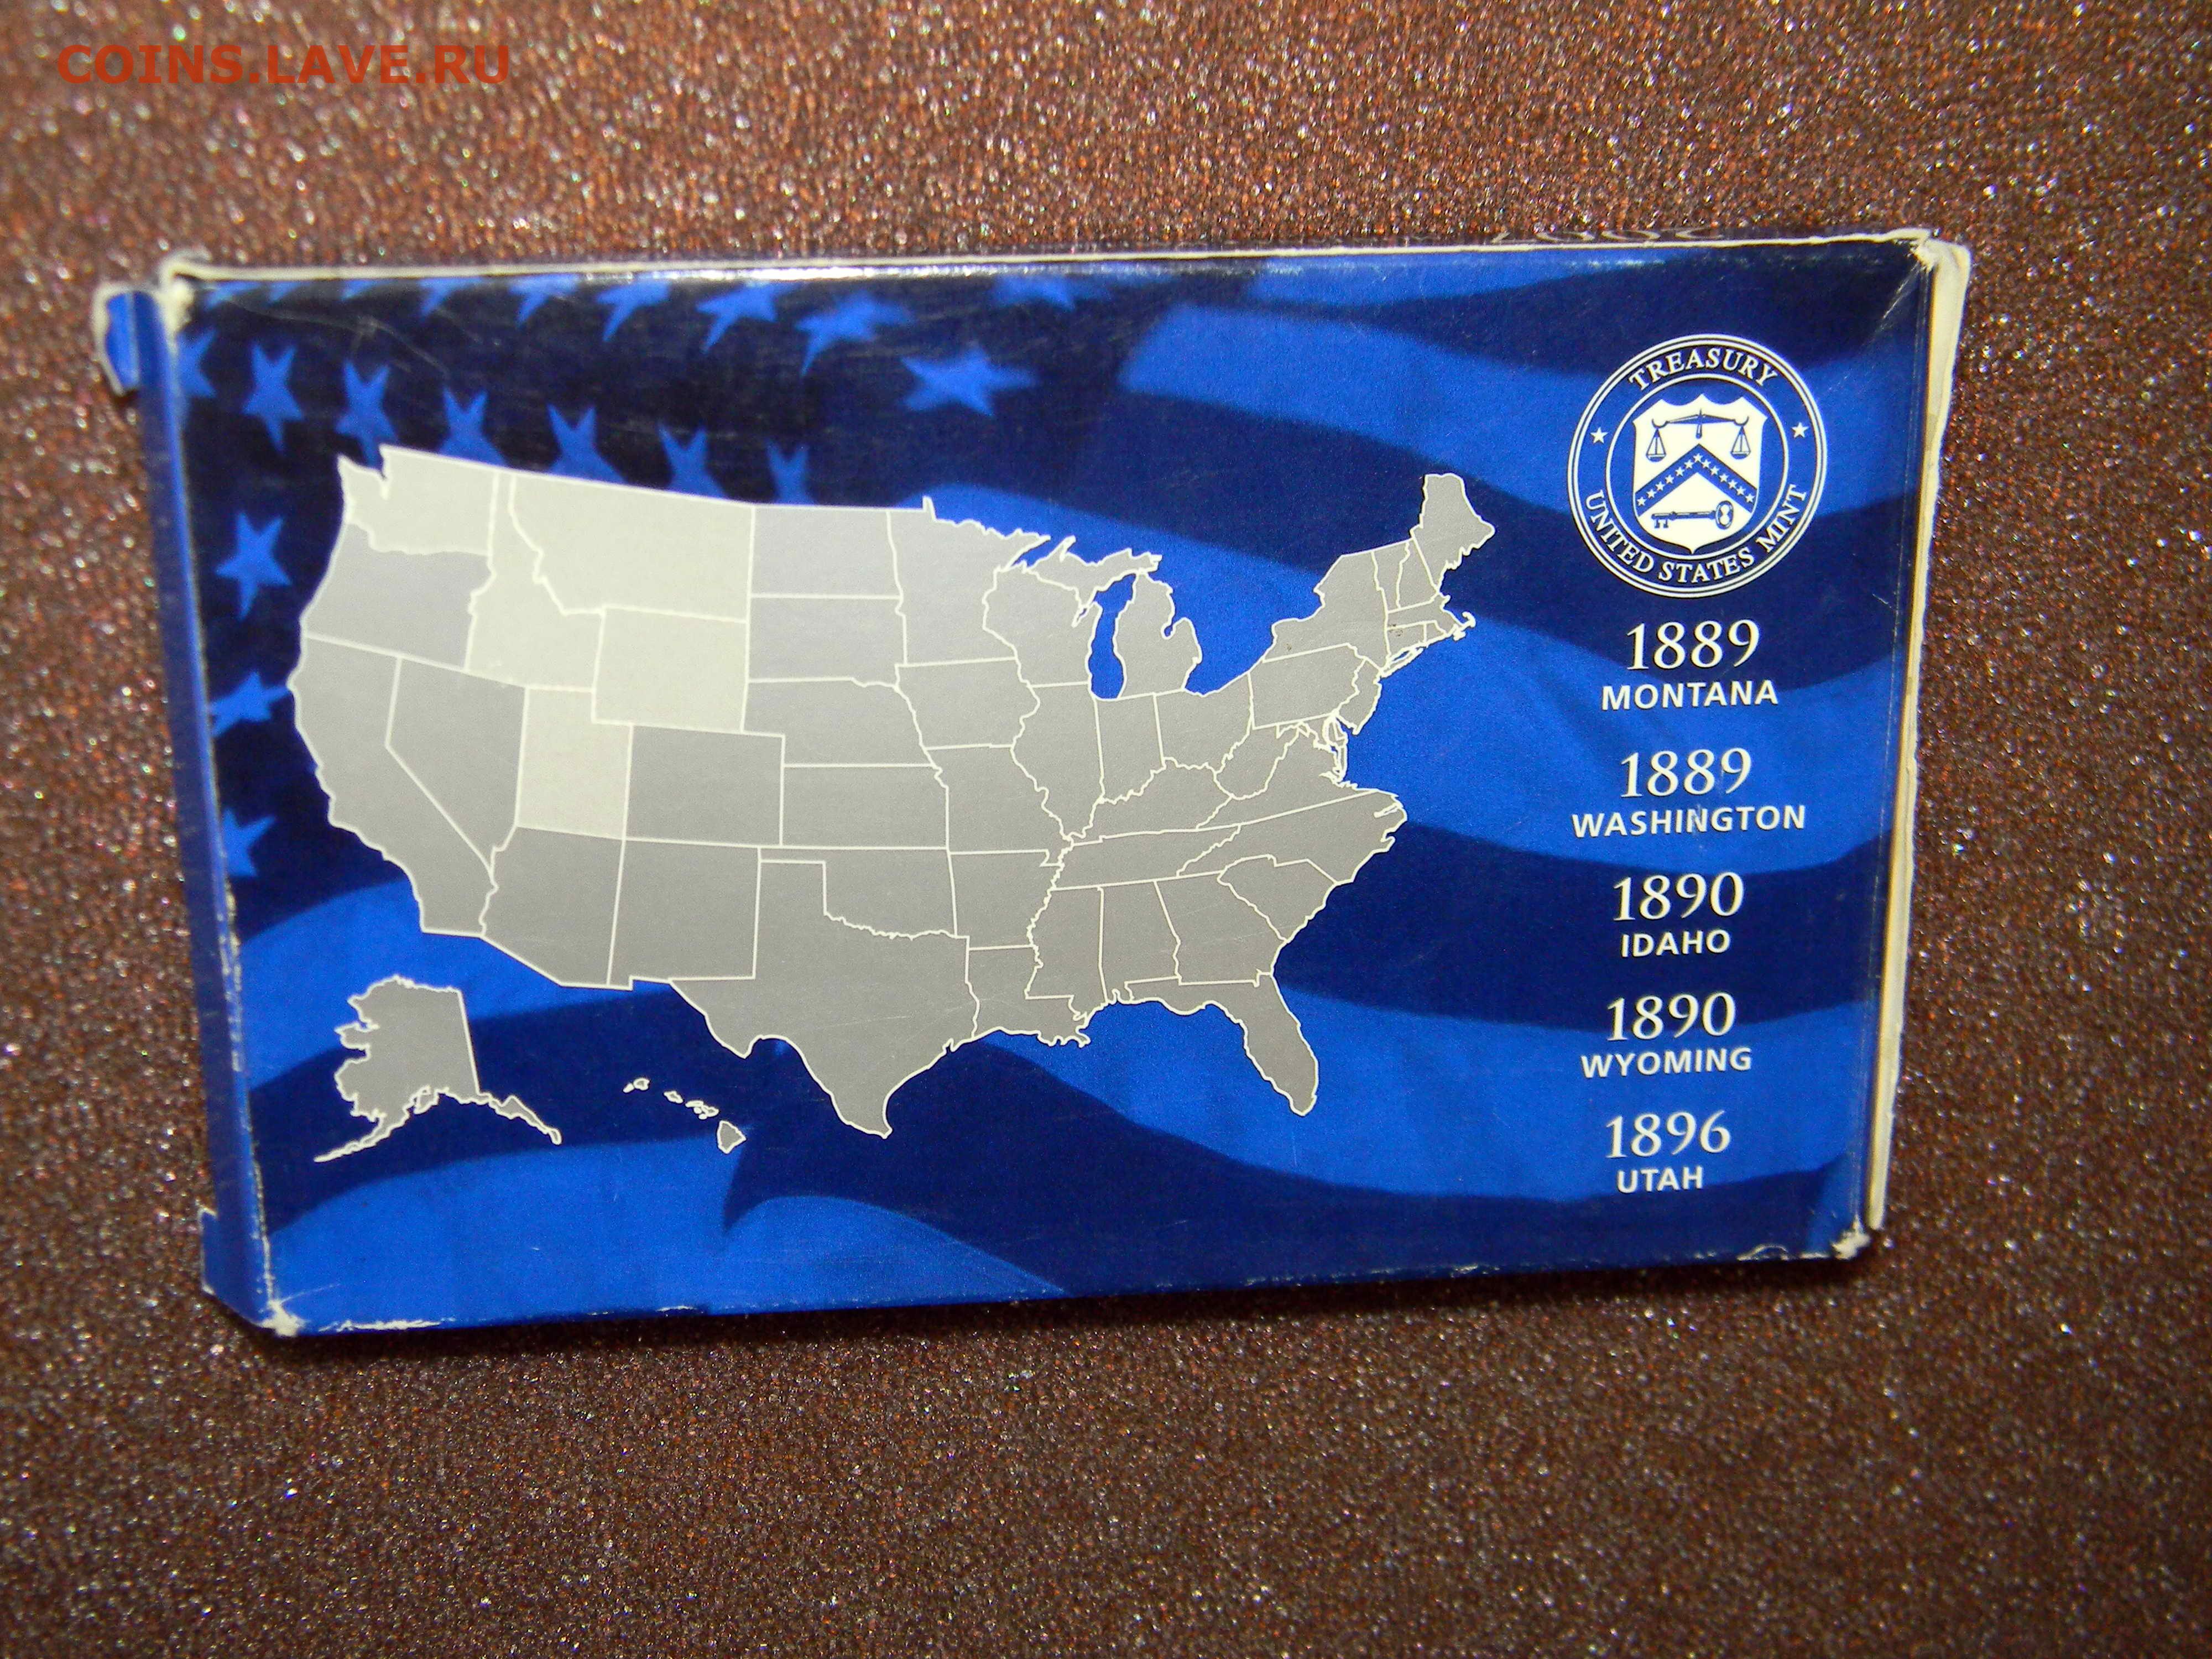 COINS.LAVE.RU
TREASURY
UNITED STATES MINT
1889
MONTANA
1889
WASHINGTON
1890
IDAHO
1890
WYOMING
1896
UTAH